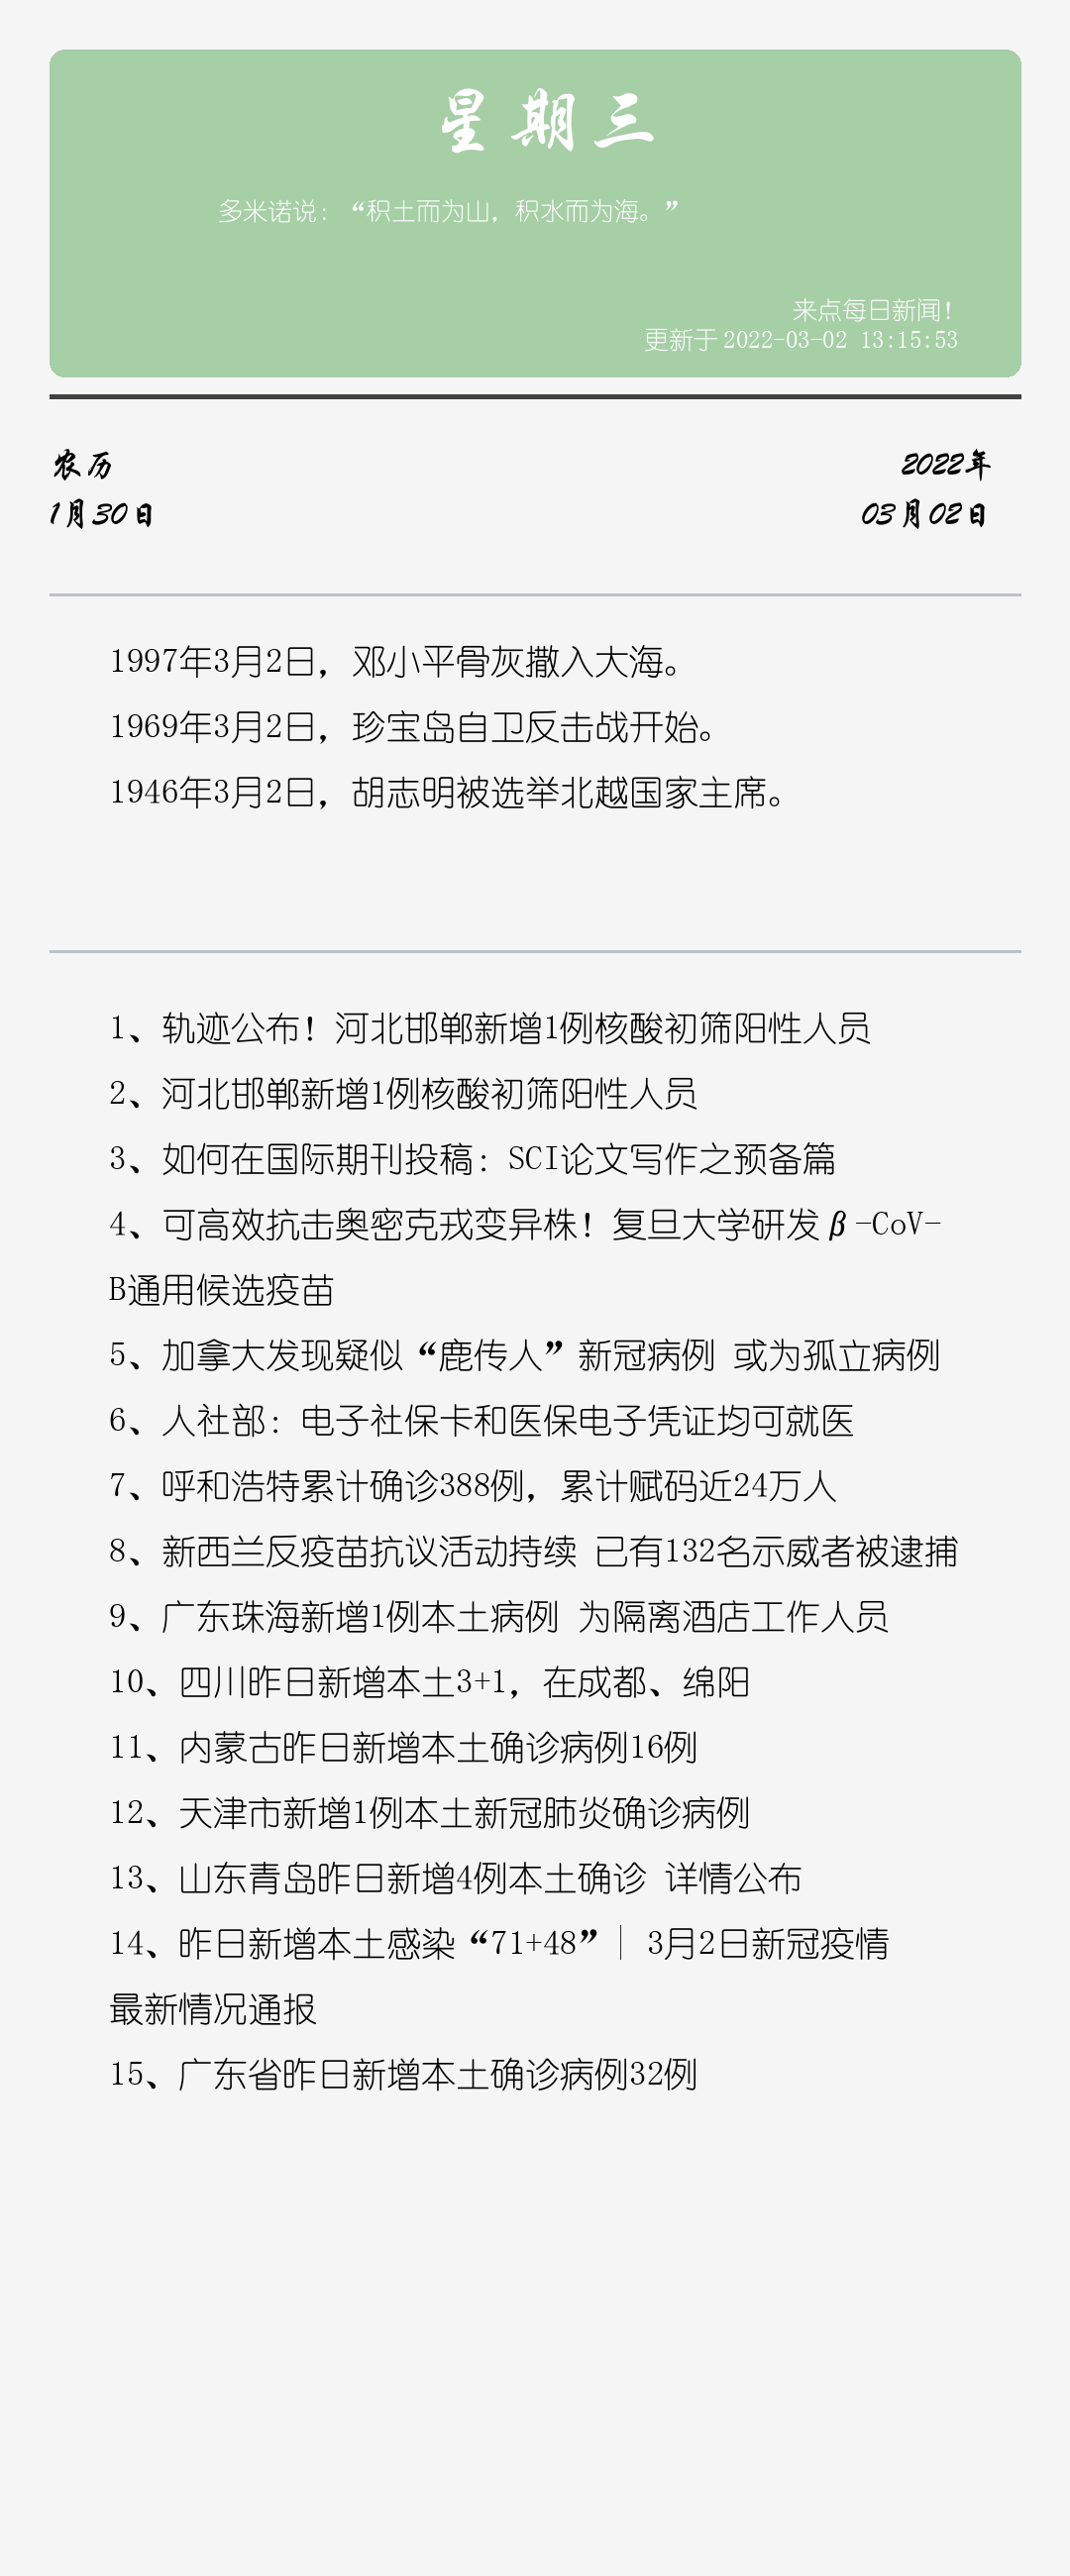 星期三
多米诺说：“积土而为山，积水而为海。”
来点每日新闻！
更新于2022-03-02 13:15:53
农历
1月30日
2022年
03月02日
1997年3月2日，邓小平骨灰撒入大海。
1969年3月2日，珍宝岛自卫反击战开始。
1946年3月2日，胡志明被选举北越国家主席。
1、轨迹公布！河北邯郸新增1例核酸初筛阳性人员
2、河北邯郸新增1例核酸初筛阳性人员
3、如何在国际期刊投稿：SCI论文写作之预备篇
4、可高效抗击奥密克戎变异株！复旦大学研发β-CoV-
B通用候选疫苗
5、加拿大发现疑似“鹿传人”新冠病例 或为孤立病例
6、人社部：电子社保卡和医保电子凭证均可就医
7、呼和浩特累计确诊388例，累计赋码近24万人
8、新西兰反疫苗抗议活动持续 已有132名示威者被逮捕
9、广东珠海新增1例本土病例 为隔离酒店工作人员
10、四川昨日新增本土3+1，在成都、绵阳
11、内蒙古昨日新增本土确诊病例16例
12、天津市新增1例本土新冠肺炎确诊病例
13、山东青岛昨日新增4例本土确诊 详情公布
14、昨日新增本土感染“71+48”｜3月2日新冠疫情
最新情况通报
15、广东省昨日新增本土确诊病例32例